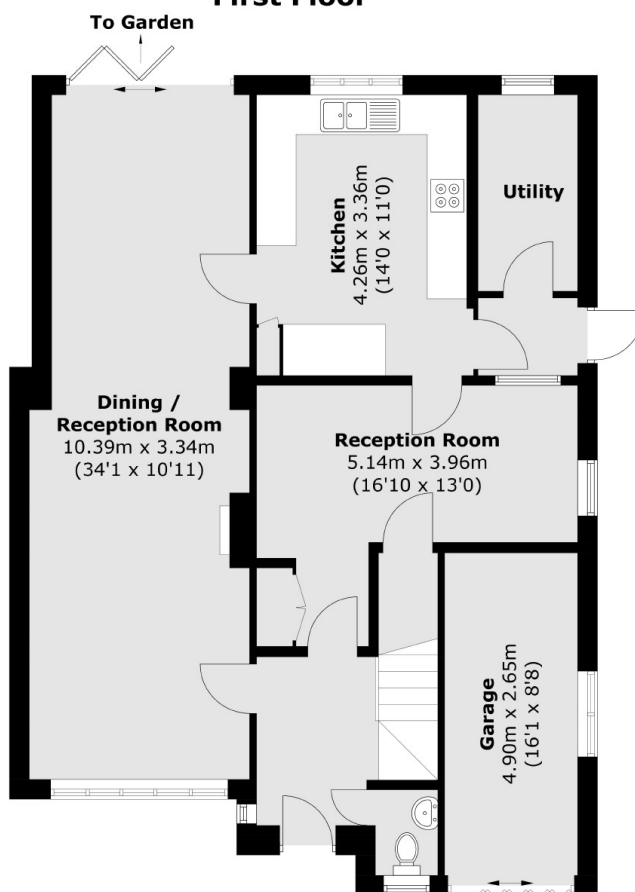 First Floor
To Garden
Utility
Kitchen
4.26m x 3.36m
(14'0 x 11'0)
Dining /
Reception Room
10.39m x 3.34m
(34'1 x 10'11)
Reception Room
5.14m x 3.96m
(16'10 x 13'0)
Garage
4.90m x 2.65m
(16'1 x 8'8)